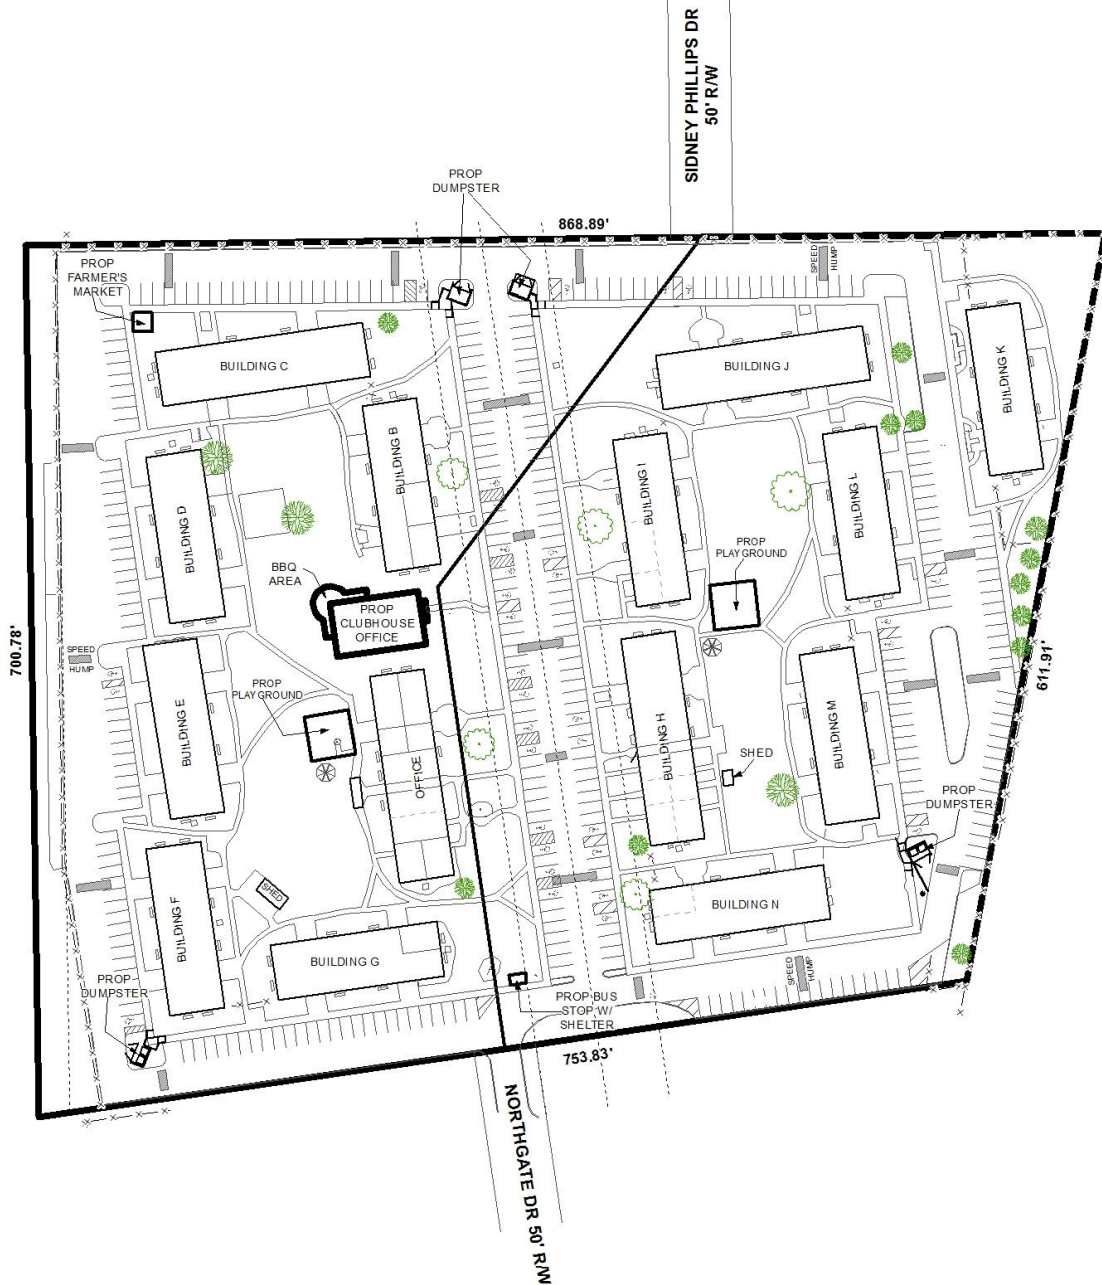 SIDNEY PHILLIPS DR
50' R/W
PROP
DUMPSTER
868.89'
PROP
FARMER'S
MARKET
SPEED
HUMP
BUILDING C
BUILDING J
BUILDING K
BUILDING B
BUILDING I
BUILDING L
BUILDING D
PROP
PLAYGROUND
BBQ
AREA
PROP
CLUBHOUSE
OFFICE
700.78'
SPEED
HUMP
611.91'
PROP
PLAYGROUND
BUILDING E
BUILDING H
BUILDING M
OFFICE
SHED
PROP
DUMPSTER
SHED
BUILDING N
BUILDING F
BUILDING G
SPEED
HUMP
PROP
DUMPSTER
PROP BUS
STOP W/
SHELTER
753.83'
NORTHGATE DR 50' R/W